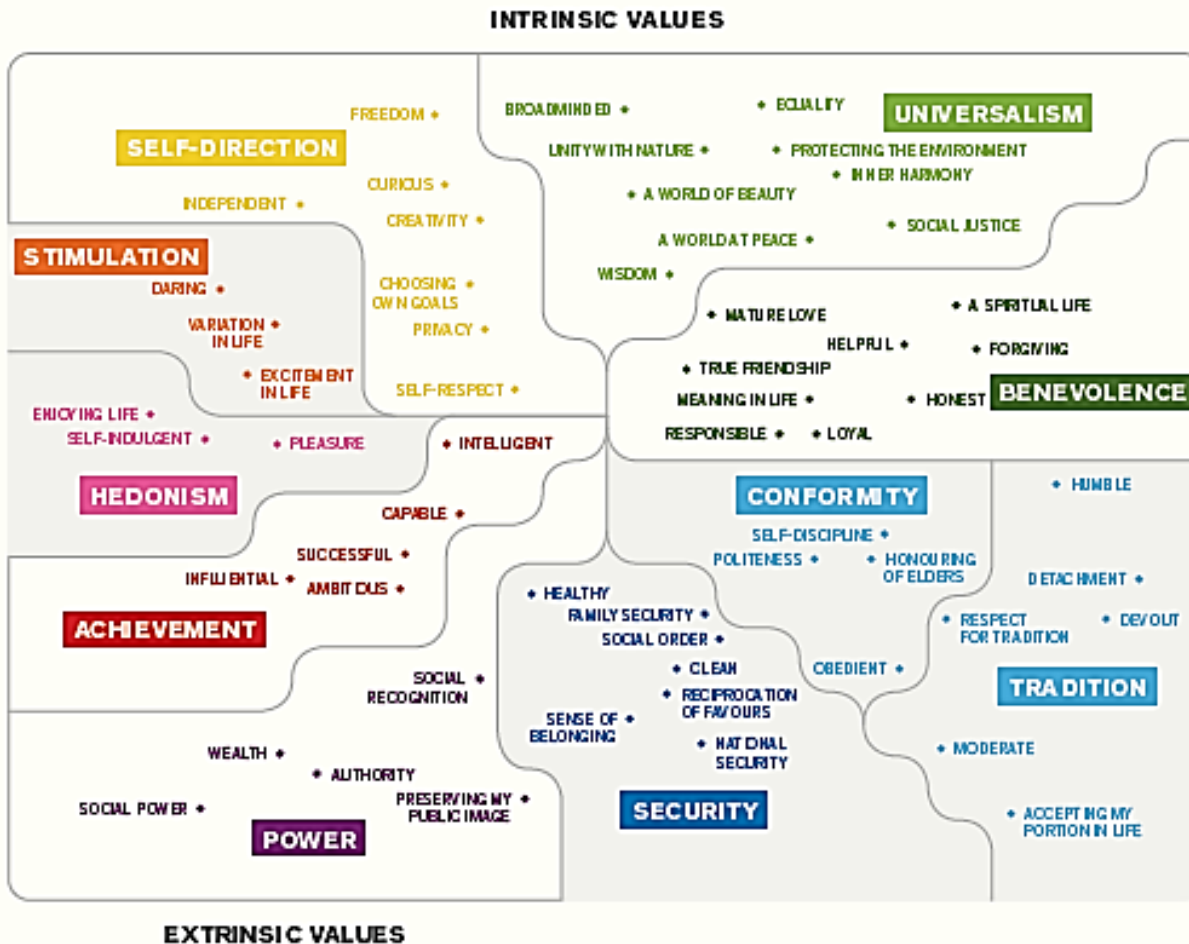 INTRINSIC VALUES
FREEDOM
SELF-DIRECTION
CURIOUS
INDEPENDENT
CREATIVITY
CHOOSING
OWN GOALS
PRIVACY
SELF-RESPECT
BROADMINDED
EQUALITY
UNIVERSALISM
UNITY WITH NATURE
PROTECTING THE ENVIRONMENT
INNER HARMONY
A WORLD OF BEAUTY
SOCIAL JUSTICE
A WORLD AT PEACE
WISDOM
STIMULATION
DARING
VARIATION
IN LIFE
EXCITEMENT
IN LIFE
MATURE LOVE
A SPIRITUAL LIFE
HELPFUL
FORGIVING
TRUE FRIENDSHIP
MEANING IN LIFE
HONEST
BENEVOLENCE
RESPONSIBLE
LOYAL
ENJOYING LIFE
SELF-INDULGENT
PLEASURE
HEDONISM
INTELLIGENT
CAPABLE
SUCCESSFUL
INFLUENTIAL
AMBITIOUS
ACHIEVEMENT
CONFORMITY
SELF-DISCIPLINE
POLITENESS
HONOURING
OF ELDERS
OBEDIENT
HUMBLE
DETACHMENT
RESPECT
FOR TRADITION
DEVOUT
TRADITION
MODERATE
ACCEPTING MY
PORTION IN LIFE
HEALTHY
FAMILY SECURITY
SOCIAL ORDER
CLEAN
RECIPROCATION
OF FAVOURS
SENSE OF
BELONGING
NATIONAL
SECURITY
SECURITY
SOCIAL
RECOGNITION
WEALTH
AUTHORITY
SOCIAL POWER
PRESERVING MY
PUBLIC IMAGE
POWER
EXTRINSIC VALUES